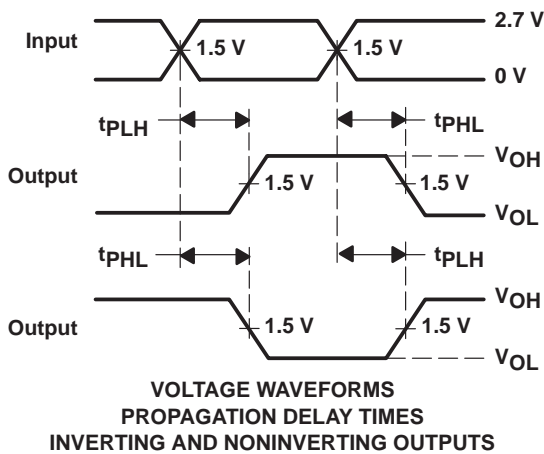 2.7 V
Input
1.5 V
1.5 V
0 V
tPLH
tPHL
VOH
Output
1.5 V
1.5 V
VOL
tPHL
tPLH
VOH
Output
1.5 V
1.5 V
VOL
VOLTAGE WAVEFORMS
PROPAGATION DELAY TIMES
INVERTING AND NONINVERTING OUTPUTS